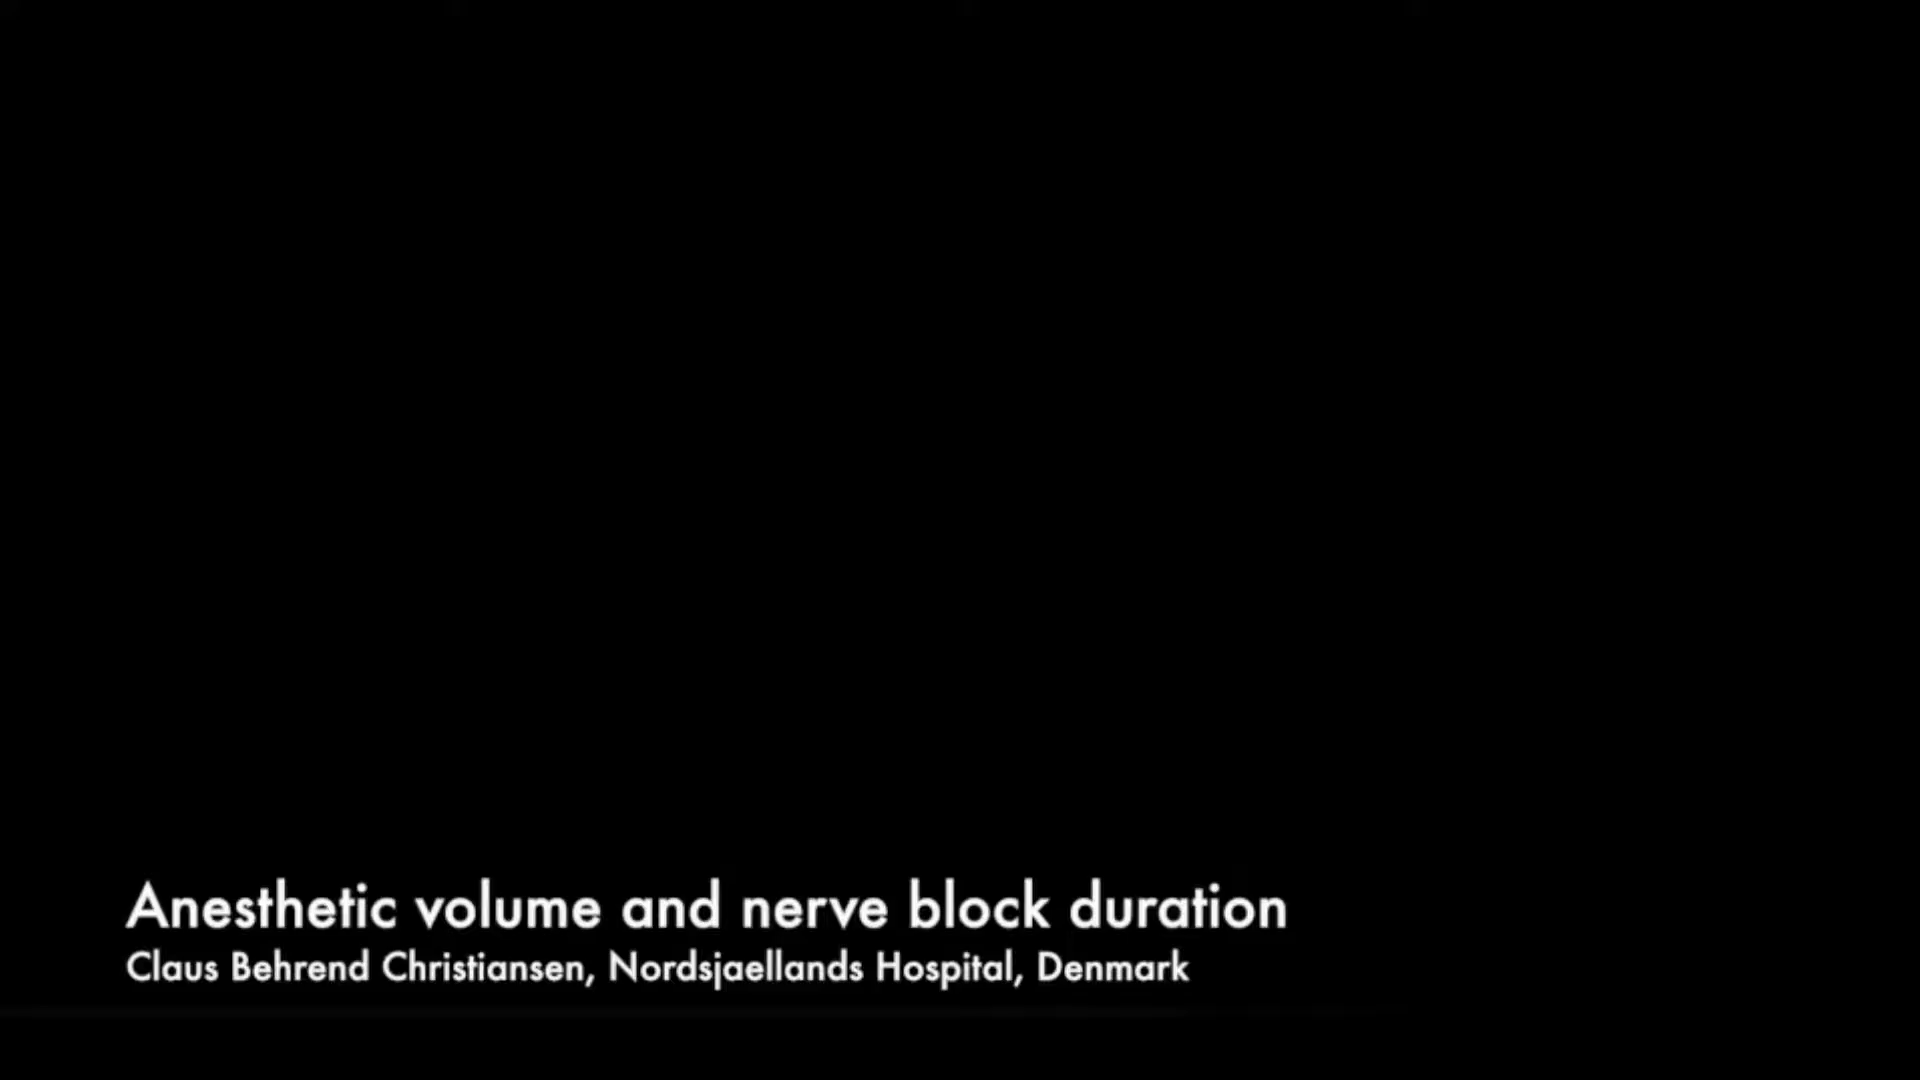 Anesthetic volume and nerve block duration
Claus Behrend Christiansen, Nordsjaellands Hospital, Denmark